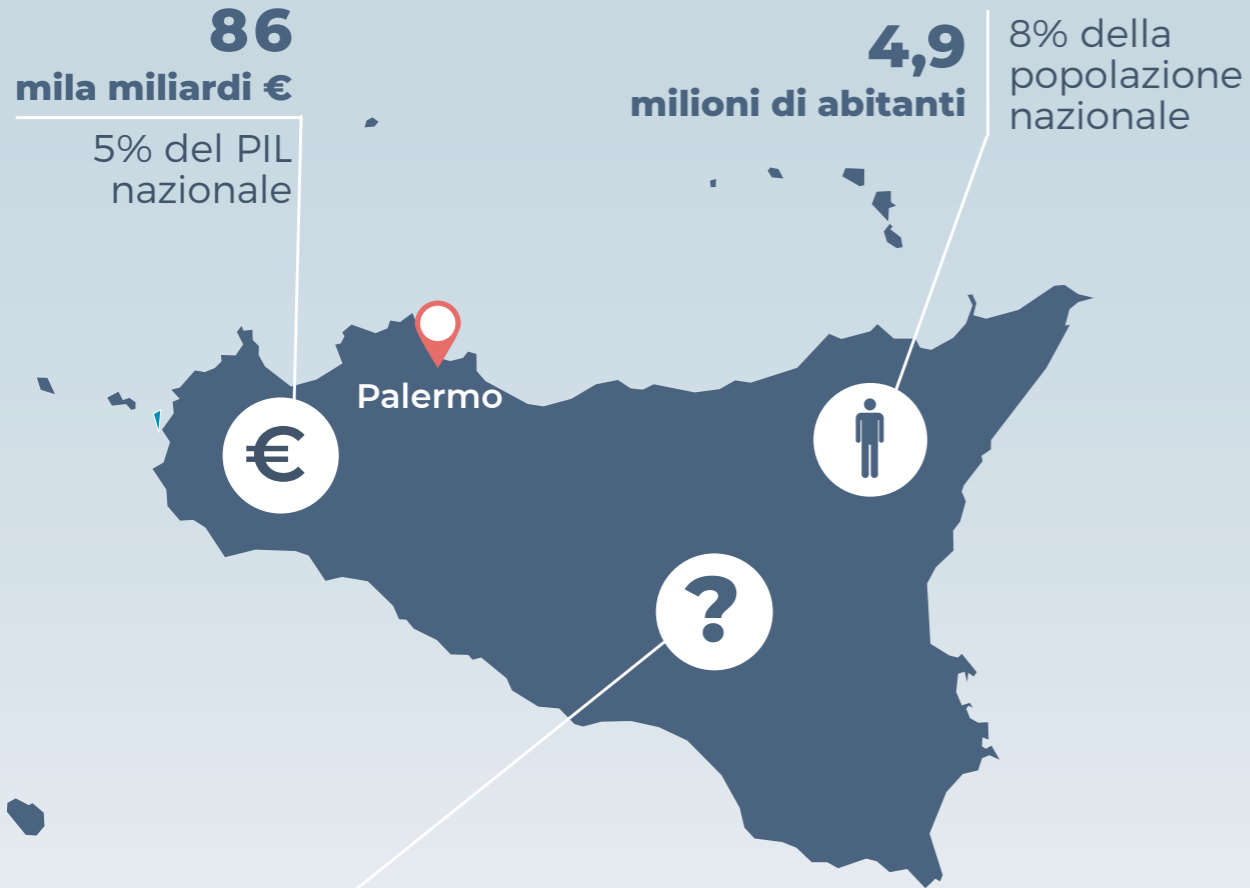 86
mila miliardi €
5% del PIL
nazionale
4,9
milioni di abitanti
8% della
popolazione
nazionale
Palermo
€
?